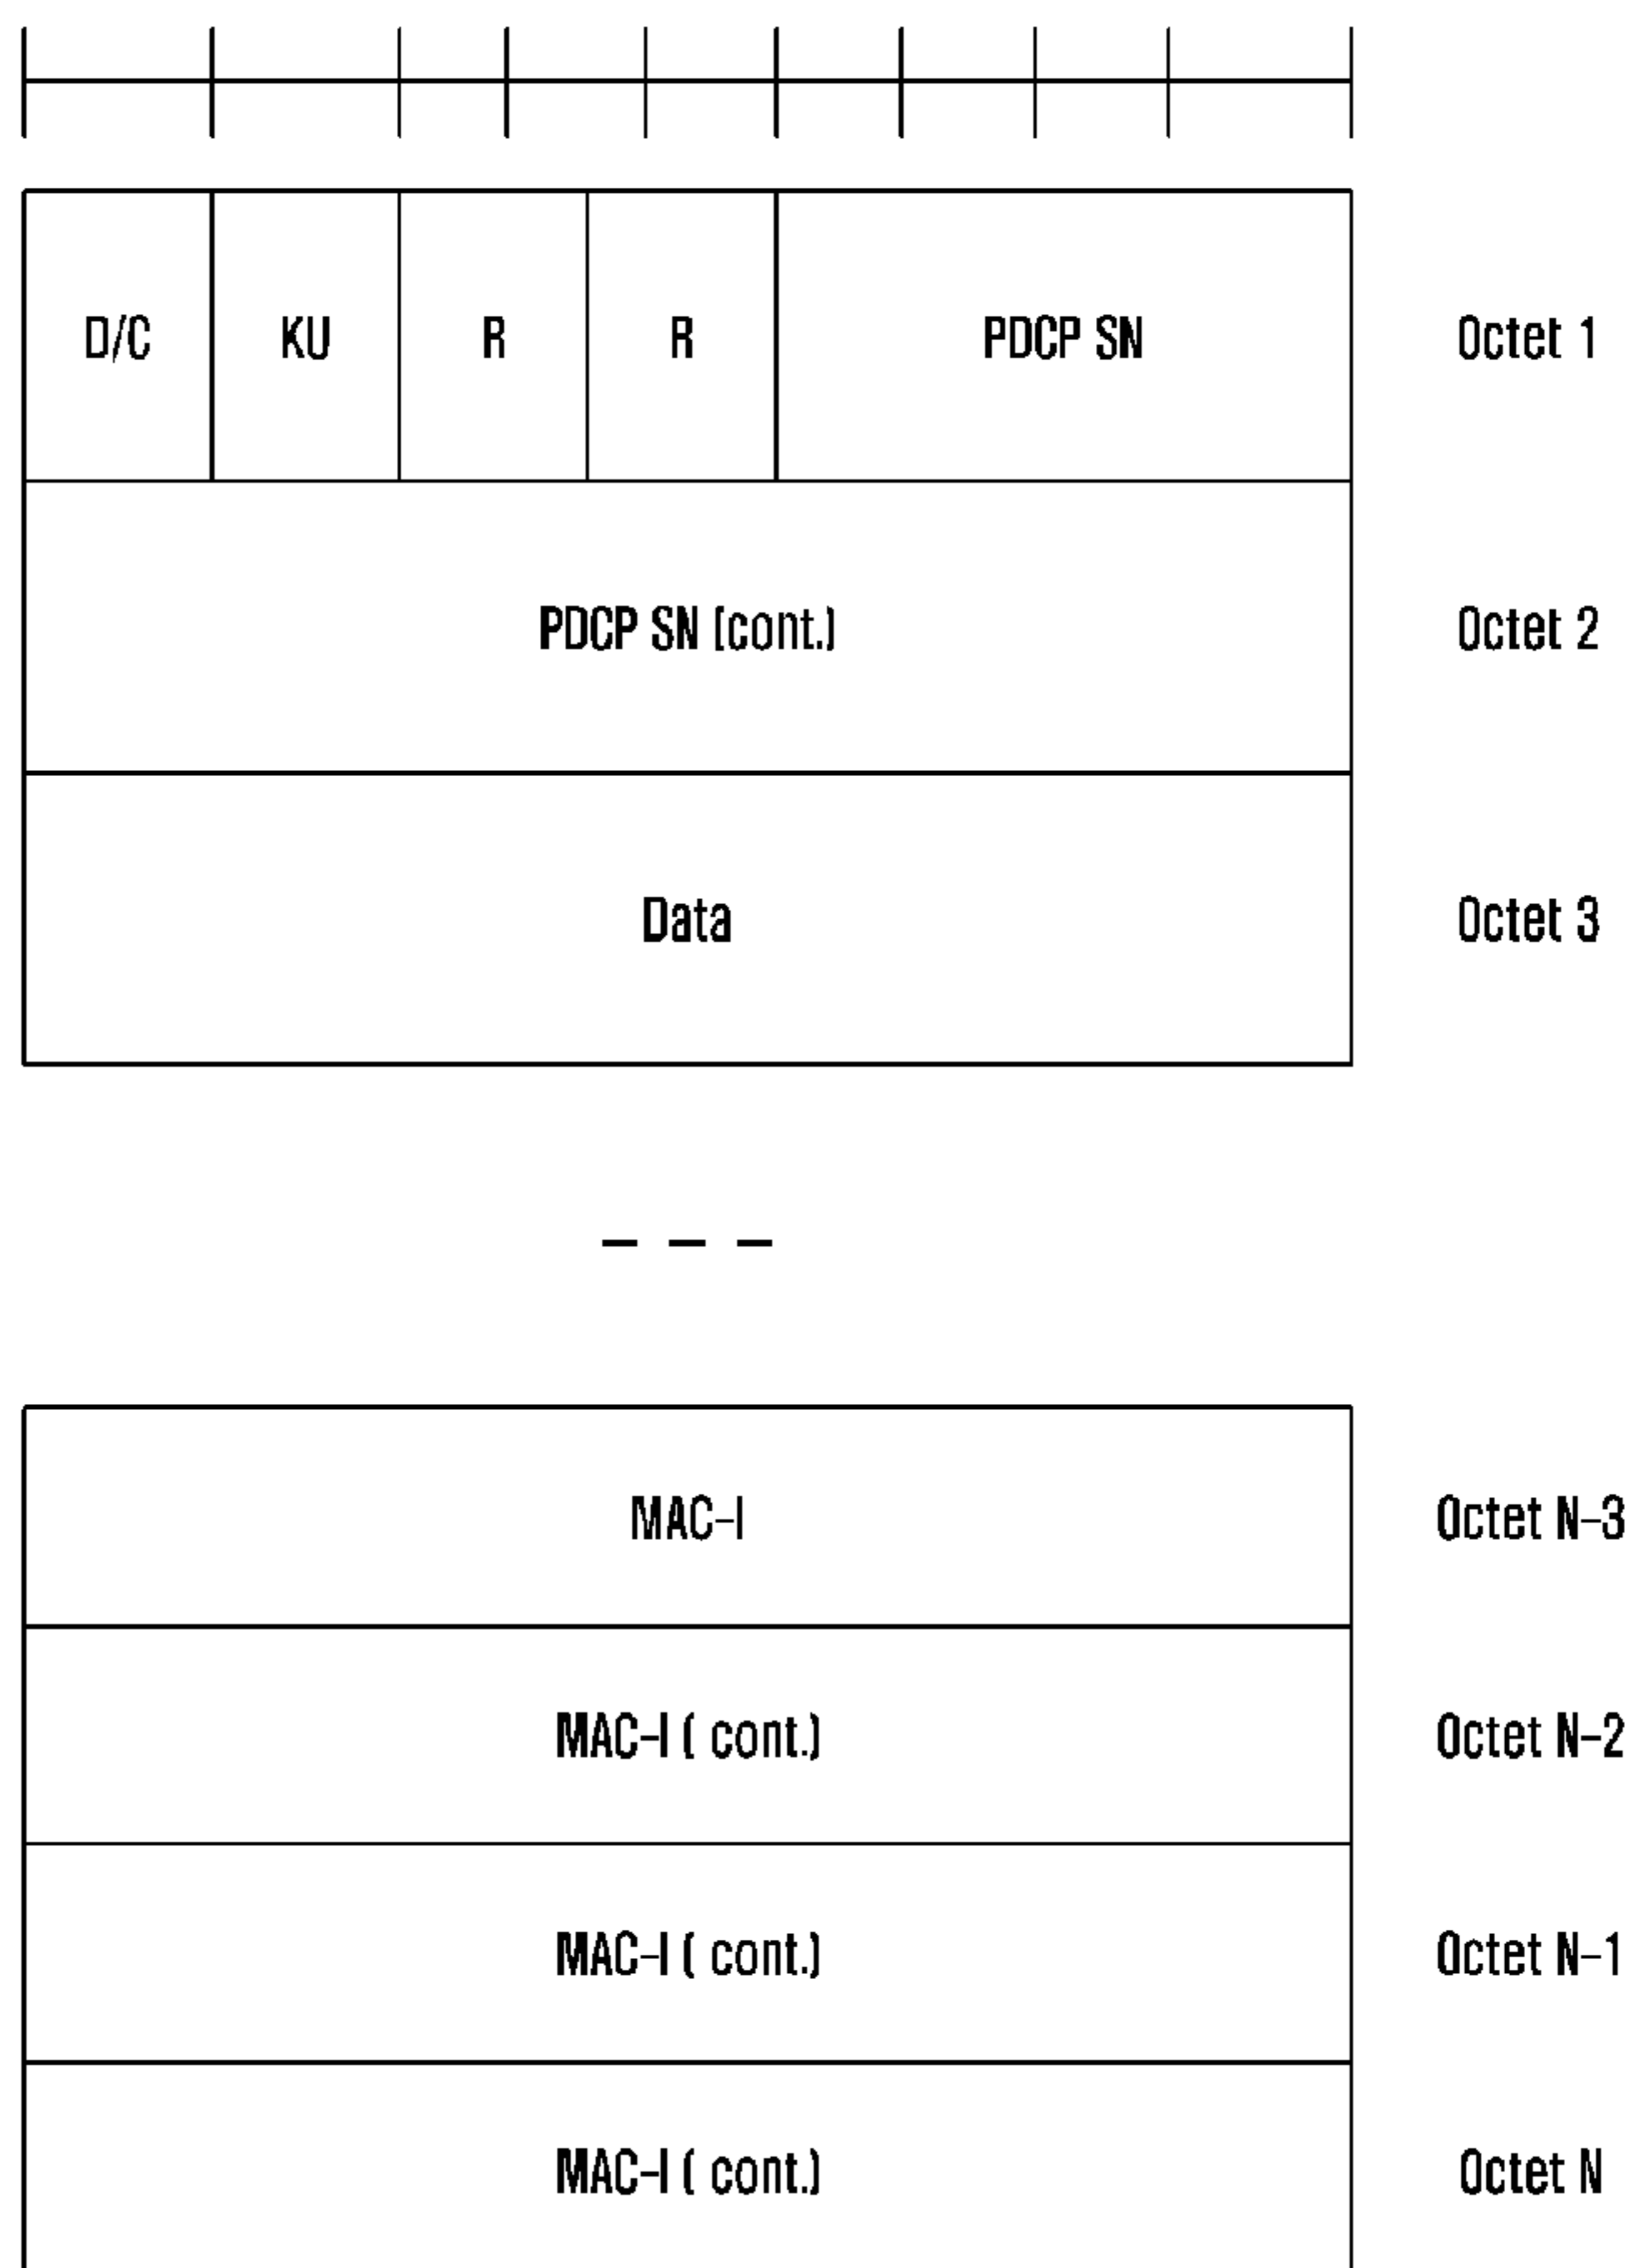 D/C KU R R PDCP SN Octet 1
PDCP SN (cont.) Octet 2
Data Octet 3
MAC-I Octet N-3
MAC-I ( cont.) Octet N-2
MAC-I ( cont.) Octet N-1
MAC-I ( cont.) Octet N